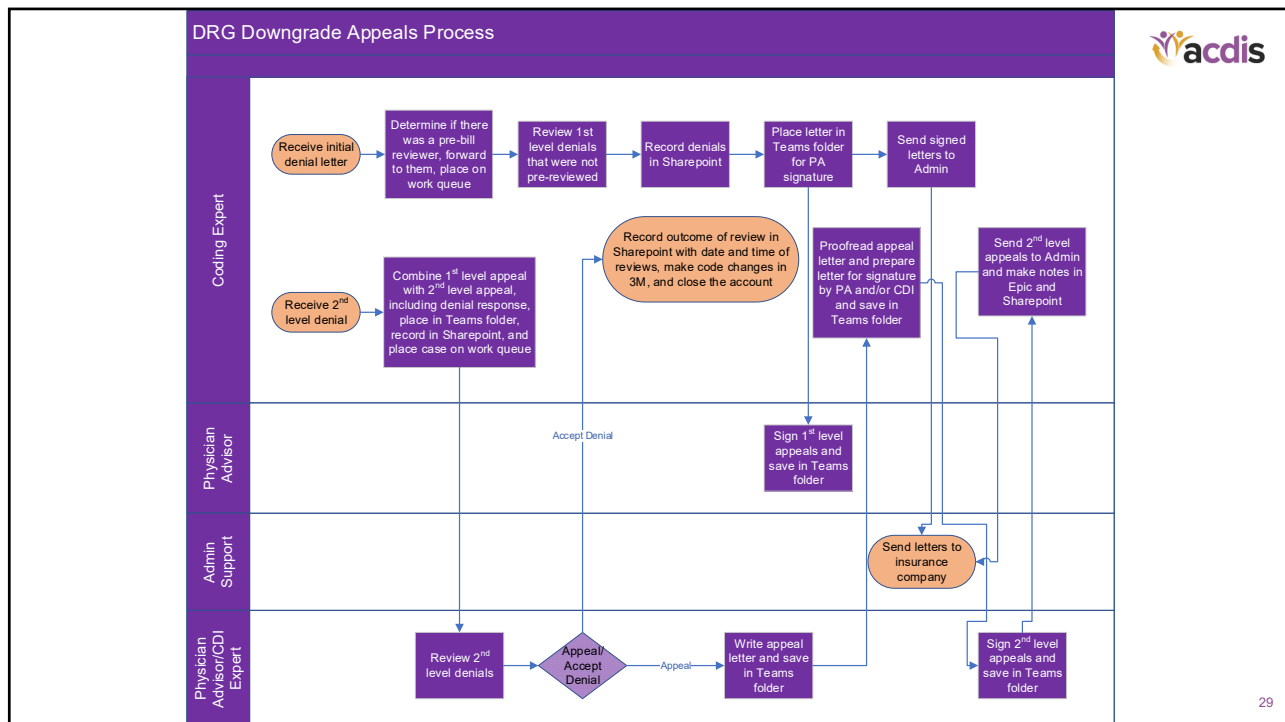 DRG Downgrade Appeals Process
acdis
Coding Expert
Receive initial
denial letter
Determine if there
was a pre-bill
reviewer, forward
to them, place on
work queue
Review 1st
level denials
that were not
pre-reviewed
Record denials
in Sharepoint
Place letter in
Teams folder
for PA
signature
Send signed
letters to
Admin
Receive 2nd
level denial
Combine 1st level appeal
with 2nd level appeal,
including denial response,
place in Teams folder,
record in Sharepoint, and
place case on work queue
Record outcome of review in
Sharepoint with date and time of
reviews, make code changes in
3M, and close the account
Proofread appeal
letter and prepare
letter for signature
by PA and/or CDI
and save in
Teams folder
Send 2nd level
appeals to Admin
and make notes in
Epic and
Sharepoint
Physician
Advisor
Accept Denial
Sign 1st level
appeals and
save in Teams
folder
Admin
Support
Send letters to
insurance
company
Physician
Advisor/CDI
Expert
Review 2nd
level denials
Appeal/
Accept
Denial
Appeal
Write appeal
letter and save
in Teams
folder
Sign 2nd level
appeals and
save in Teams
folder
29